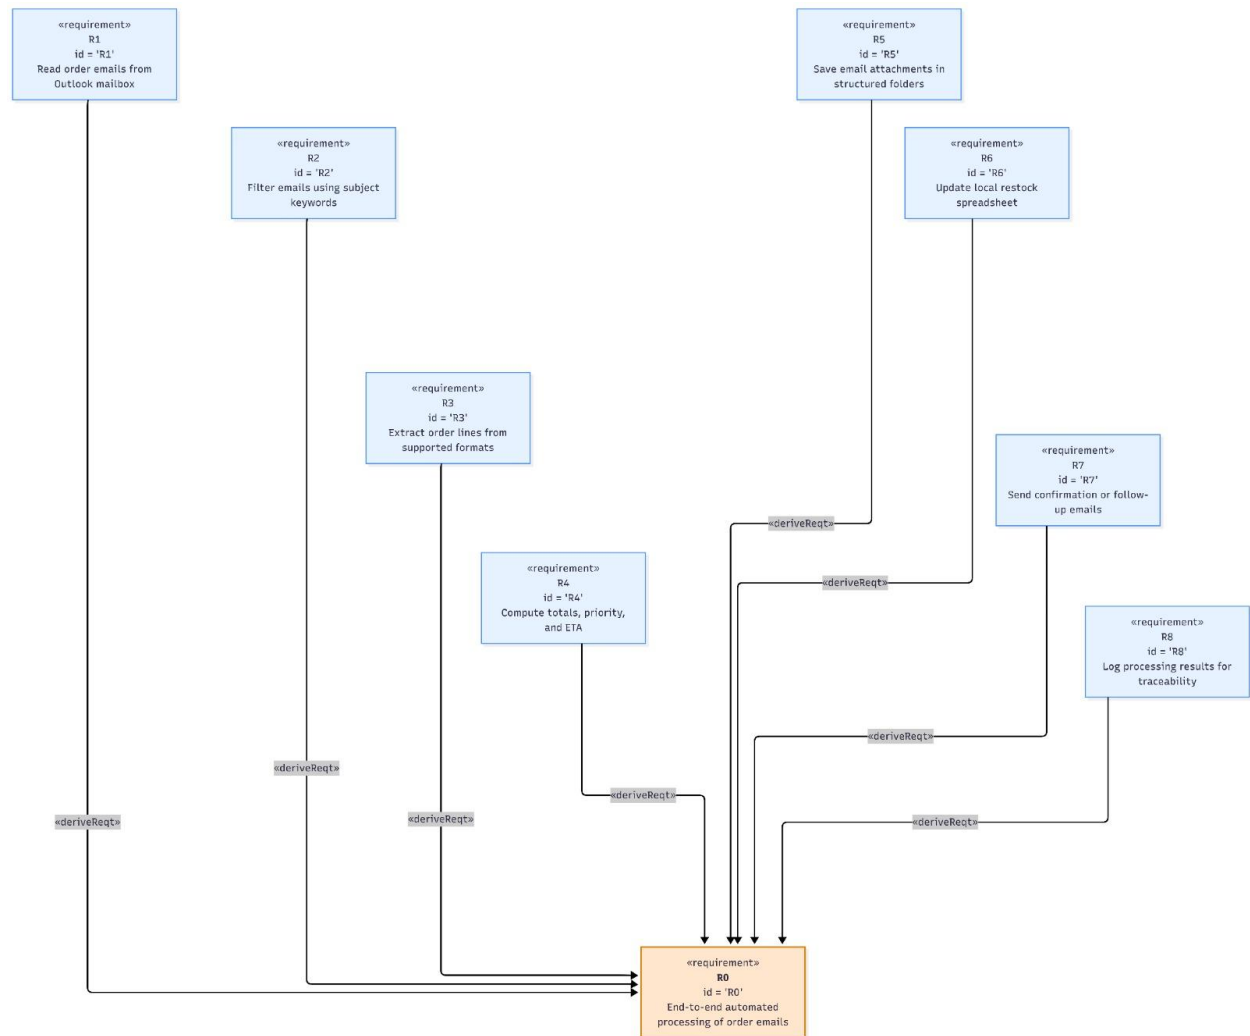 «requirement»
R1
id = 'R1'
Read order emails from
Outlook mailbox
«requirement»
R5
id = 'R5'
Save email attachments in
structured folders
«requirement»
R2
id = 'R2'
Filter emails using subject
keywords
«requirement»
R6
id = 'R6'
Update local restock
spreadsheet
«requirement»
R3
id = 'R3'
Extract order lines from
supported formats
«requirement»
R7
id = 'R7'
Send confirmation or follow-
up emails
«deriveReqt»
«requirement»
R4
id = 'R4'
Compute totals, priority,
and ETA
«deriveReqt»
«requirement»
R8
id = 'R8'
Log processing results for
traceability
«deriveReqt»
«deriveReqt»
«deriveReqt»
«deriveReqt»
«deriveReqt»
«deriveReqt»
«requirement»
R0
id = 'R0'
End-to-end automated
processing of order emails